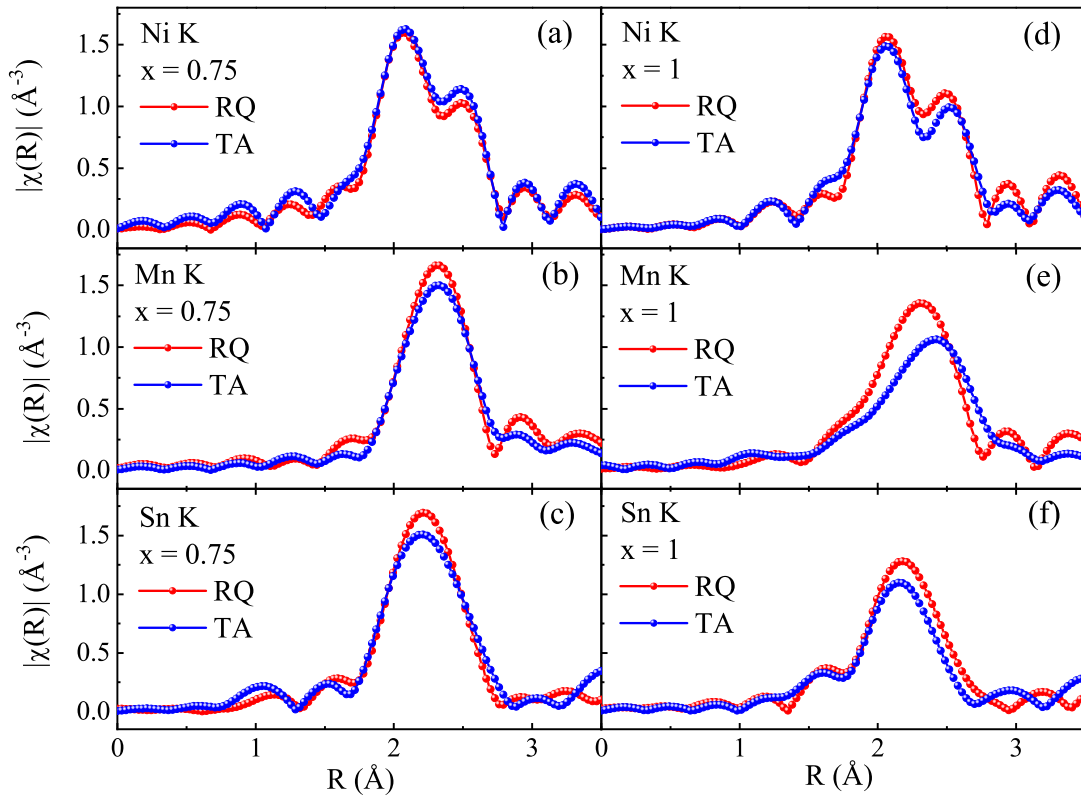 Ni K
x = 0.75
RQ
TA
(a)
1.5
1.0
0.5
0.0
|χ(R)| (Å⁻³)
Ni K
x = 1
RQ
TA
(d)
Mn K
x = 0.75
RQ
TA
(b)
1.5
1.0
0.5
0.0
|χ(R)| (Å⁻³)
Mn K
x = 1
RQ
TA
(e)
Sn K
x = 0.75
RQ
TA
(c)
1.5
1.0
0.5
0.0
|χ(R)| (Å⁻³)
Sn K
x = 1
RQ
TA
(f)
0 1 2 3 0 1 2 3
R (Å) R (Å)